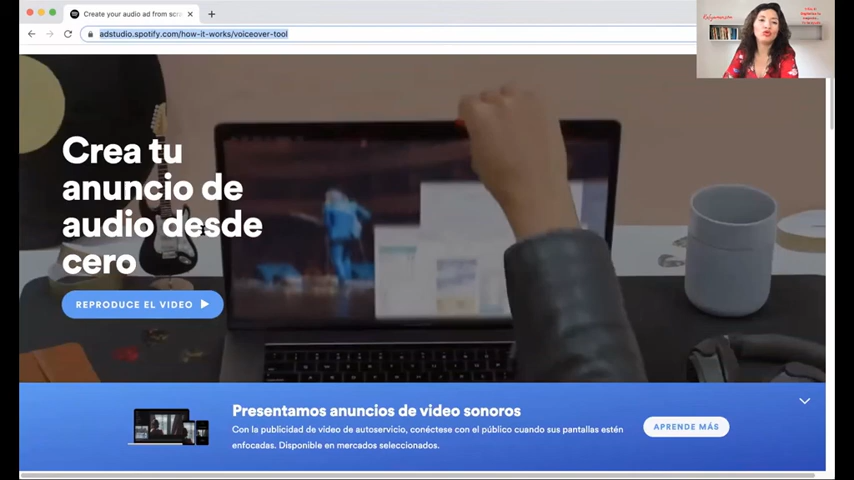 Create your audio ad from scra
adstudio.spotify.com/how-it-works/voiceover-tool
Crea tu
anuncio de
audio desde
cero
REPRODUCE EL VIDEO
Presentamos anuncios de video sonoros
Con la publicidad de video de autoservicio, conéctese con el público cuando sus pantallas estén
enfocadas. Disponible en mercados seleccionados.
APRENDE MÁS